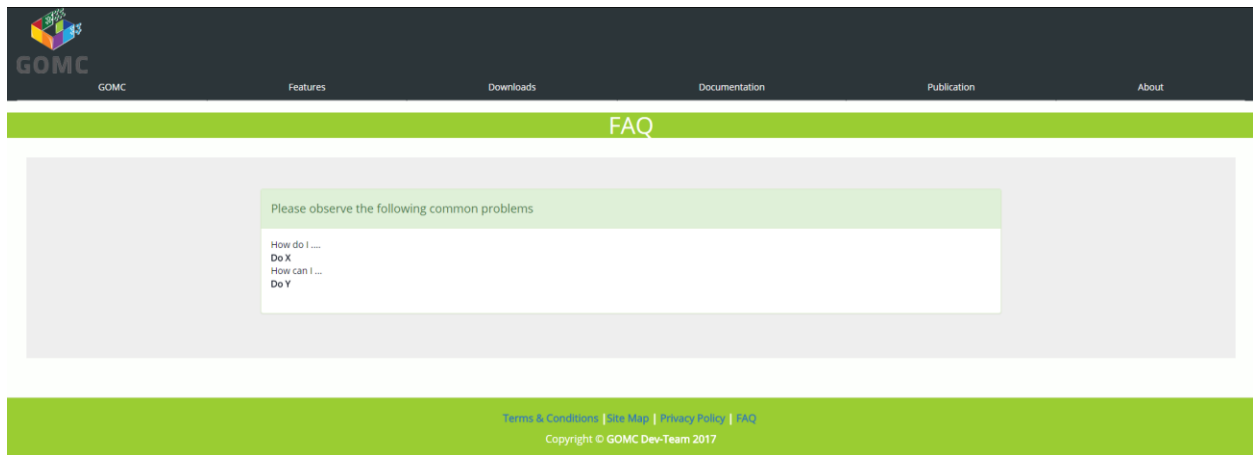 GOMC
GOMC Features Downloads Documentation Publication About
FAQ
Please observe the following common problems
How do I ....
Do X
How can I ...
Do Y
Terms & Conditions |Site Map | Privacy Policy | FAQ
Copyright © GOMC Dev-Team 2017